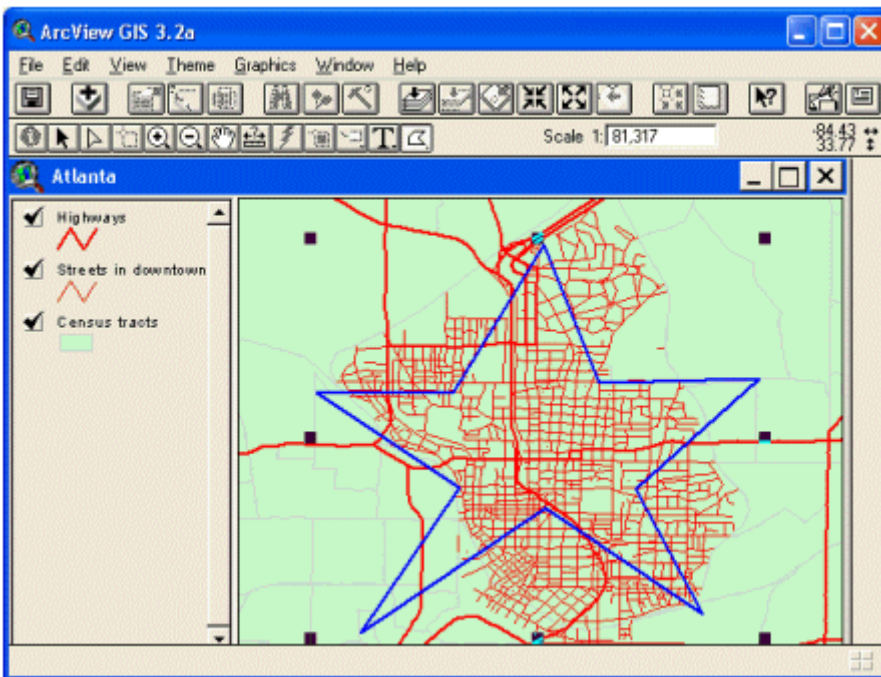 ArcView GIS 3.2a
File Edit View Theme Graphics Window Help
Scale 1: 81,317
-84.43
33.77
Atlanta
Highways
Streets in downtown
Census tracts